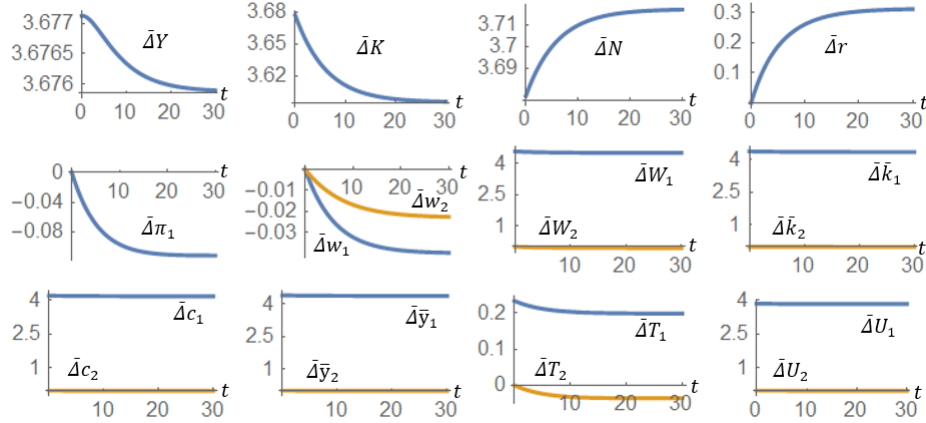 3.677
3.6765
3.676
Δ̄Y
t
0 10 20 30
3.68
3.65
3.62
Δ̄K
t
0 10 20 30
3.71
3.7
3.69
Δ̄N
t
0 10 20 30
0.3
0.2
0.1
Δ̄r
t
0 10 20 30
0
-0.04
-0.08
Δ̄π₁
t
10 20 30
-0.01
-0.02
-0.03
Δ̄w₂
Δ̄w₁
t
10 20 30
4
2.5
1
Δ̄W₁
Δ̄W₂
t
10 20 30
4
2.5
1
Δ̄k̄₁
Δ̄k̄₂
t
10 20 30
4
2.5
1
Δ̄c₁
Δ̄c₂
t
0 10 20 30
4
2.5
1
Δ̄ȳ₁
Δ̄ȳ₂
t
0 10 20 30
0.2
0.1
0
Δ̄T₁
Δ̄T₂
t
10 20 30
4
2.5
1
Δ̄U₁
Δ̄U₂
t
0 10 20 30